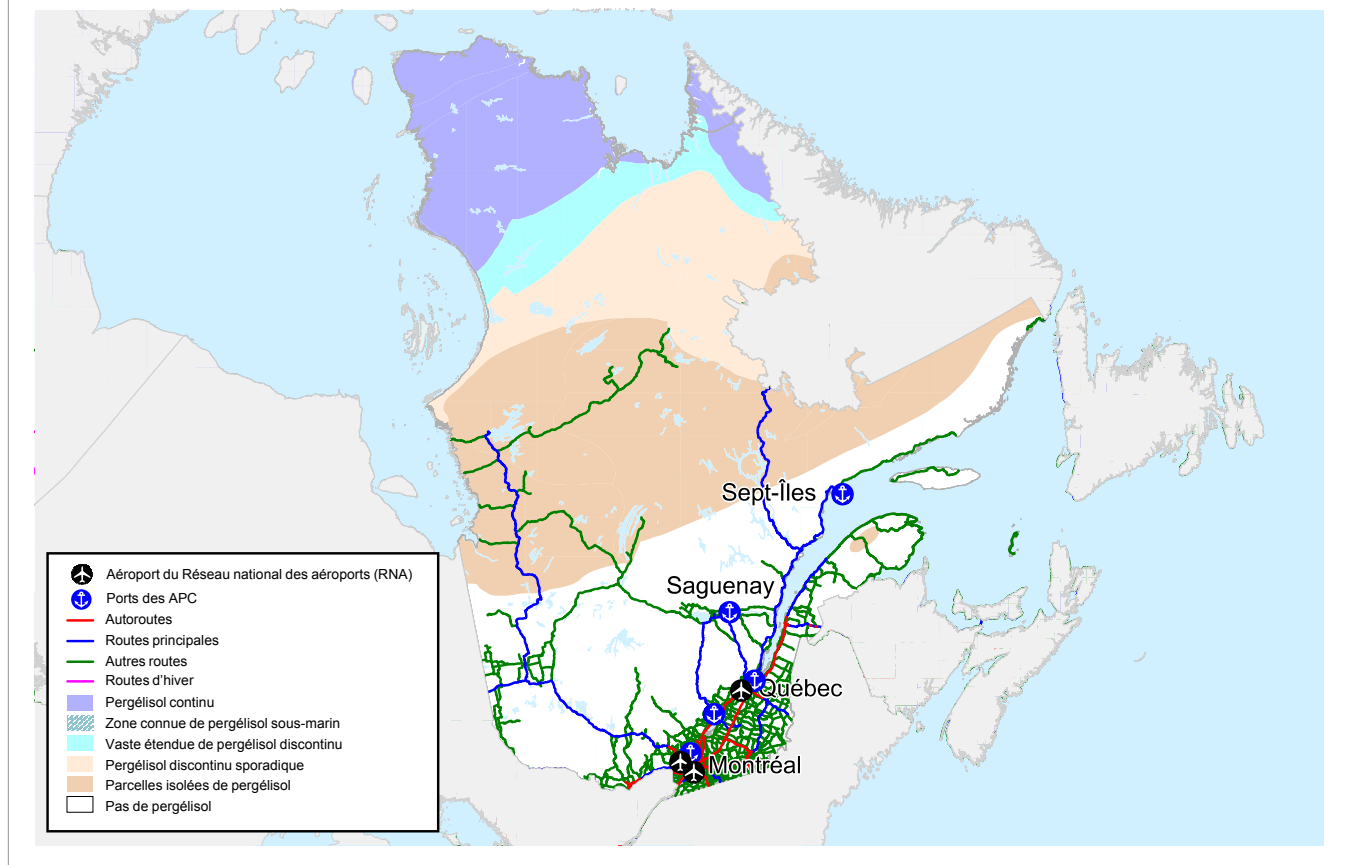 Sept-Îles
Saguenay
Québec
Montréal
Aéroport du Réseau national des aéroports (RNA)
Ports des APC
Autoroutes
Routes principales
Autres routes
Routes d'hiver
Pergélisol continu
Zone connue de pergélisol sous-marin
Vaste étendue de pergélisol discontinu
Pergélisol discontinu sporadique
Parcelles isolées de pergélisol
Pas de pergélisol